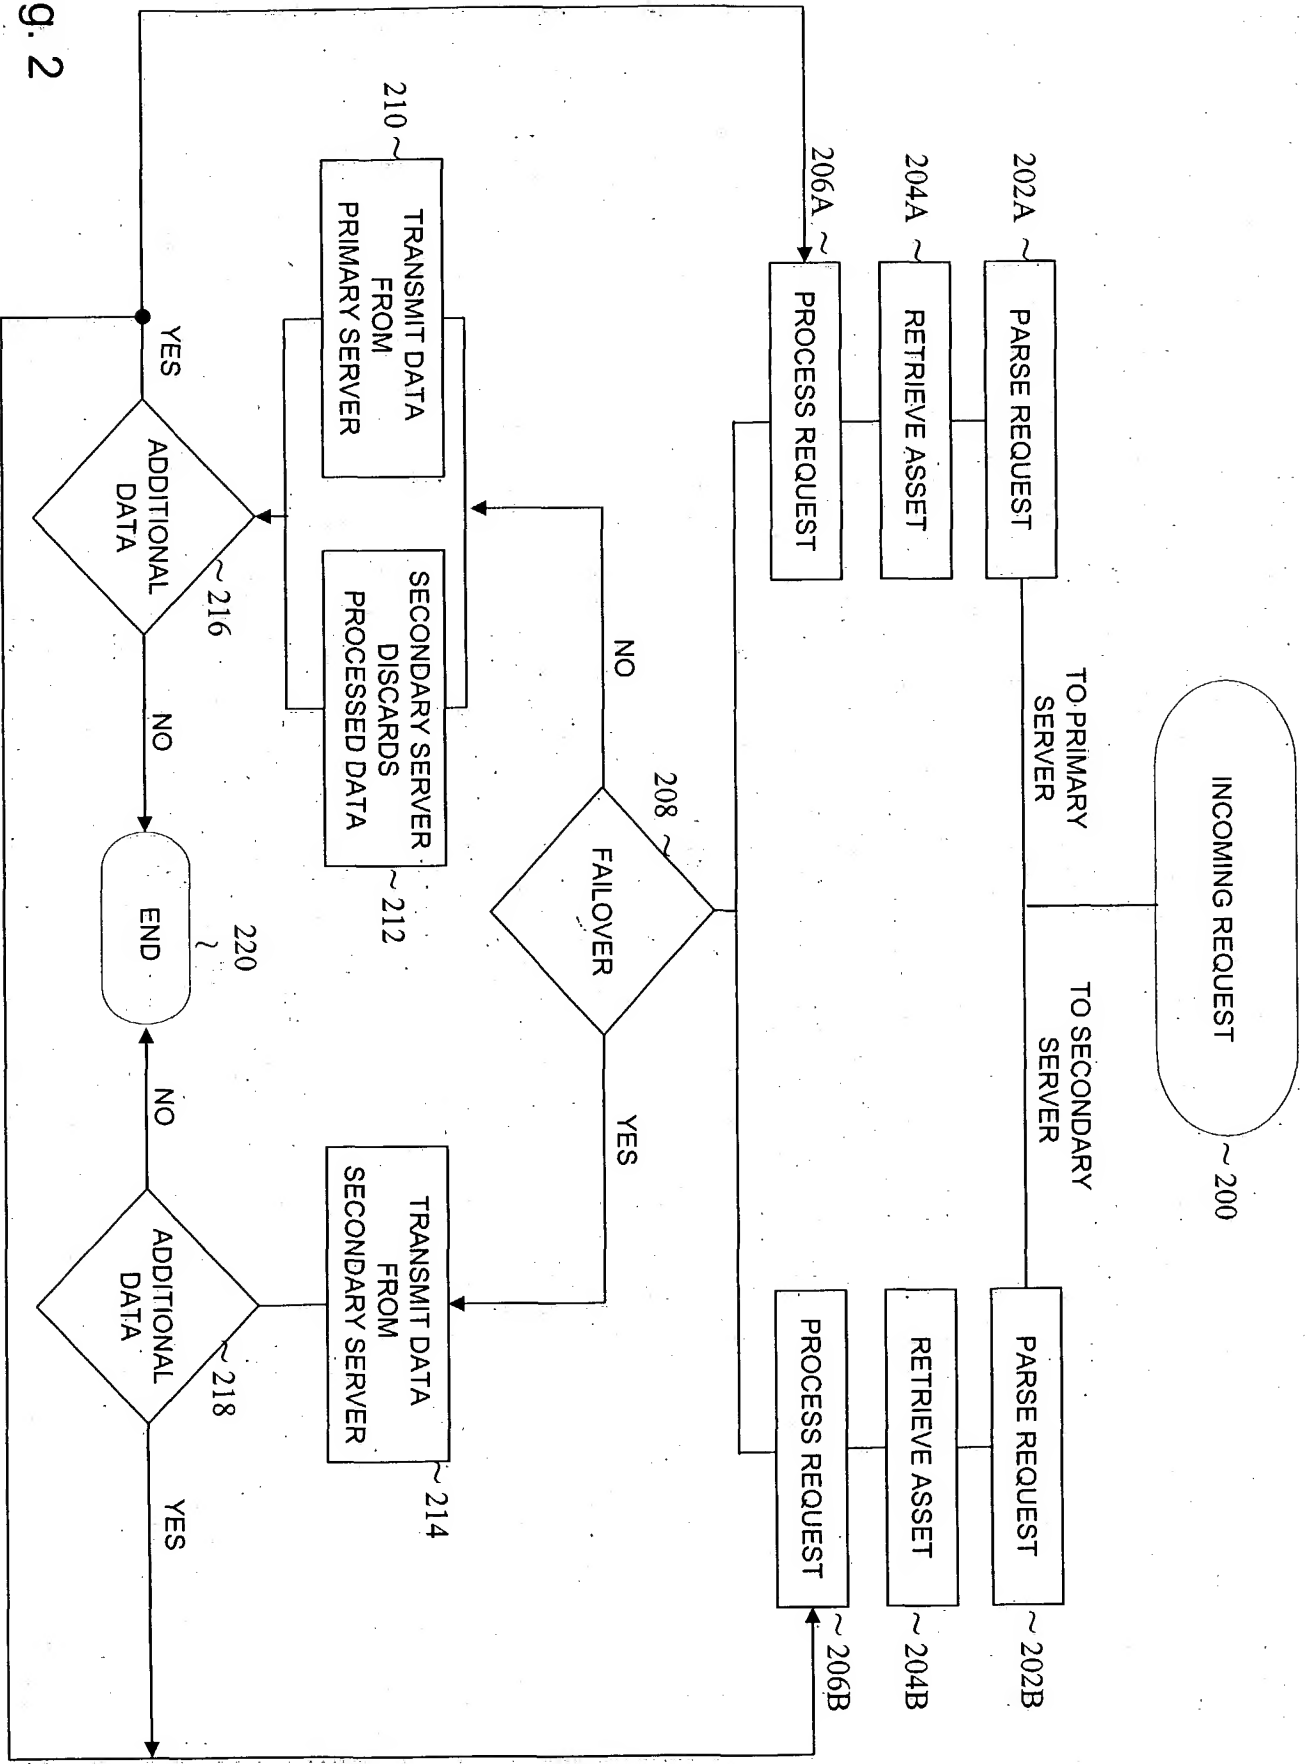 INCOMING REQUEST
200
TO PRIMARY
SERVER
TO SECONDARY
SERVER
202A
PARSE REQUEST
PARSE REQUEST
202B
204A
RETRIEVE ASSET
RETRIEVE ASSET
204B
206A
PROCESS REQUEST
PROCESS REQUEST
206B
208
FAILOVER
NO
YES
210
TRANSMIT DATA
FROM
PRIMARY SERVER
SECONDARY SERVER
DISCARDS
PROCESSED DATA
212
TRANSMIT DATA
FROM
SECONDARY SERVER
214
YES
ADDITIONAL
DATA
216
NO
END
220
NO
ADDITIONAL
DATA
218
YES
g. 2